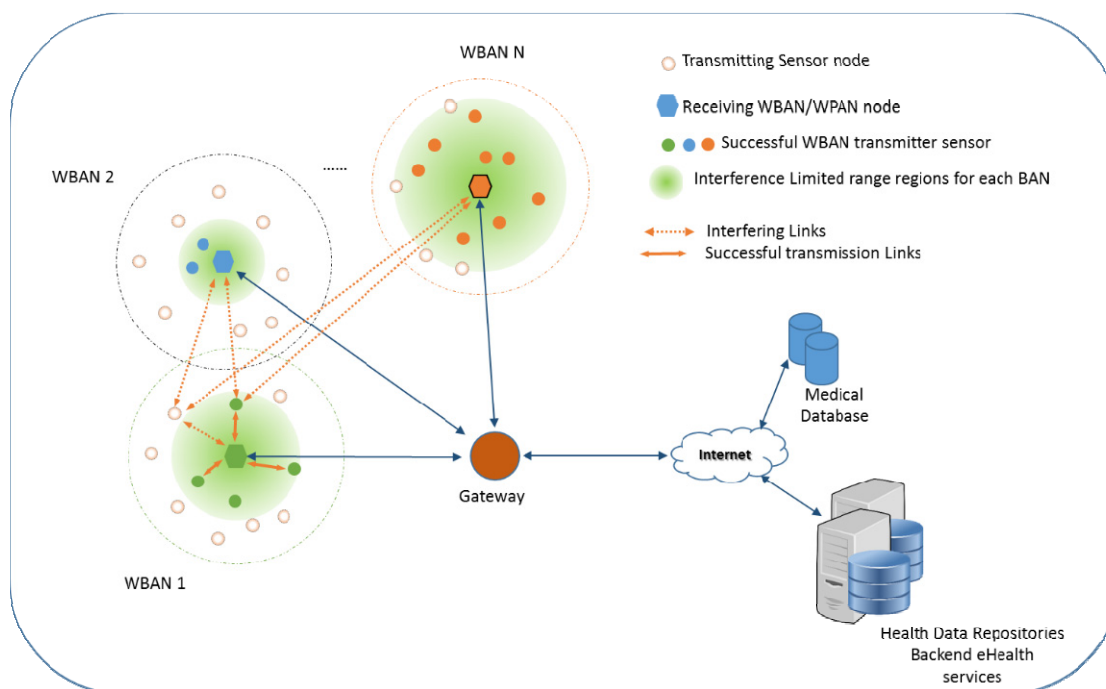 WBAN N
Transmitting Sensor node
Receiving WBAN/WPAN node
Successful WBAN transmitter sensor
Interference Limited range regions for each BAN
Interfering Links
Successful transmission Links
WBAN 2
......
Medical
Database
Internet
Gateway
WBAN 1
Health Data Repositories
Backend eHealth
services